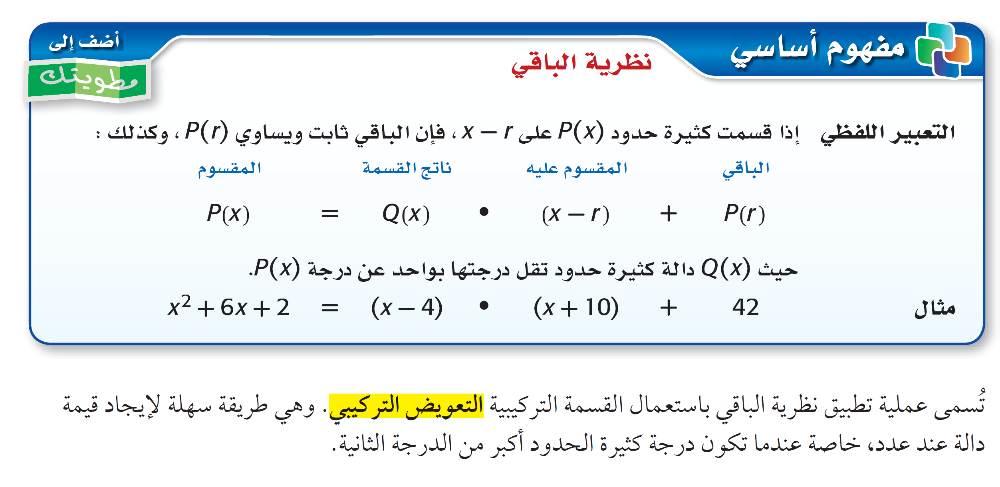 مفهوم أساسي
نظرية الباقي
أضف إلى
مطويتك
التعبير اللفظي إذا قسمت كثيرة حدود P(x) على x − r ، فإن الباقي ثابت ويساوي P(r) ، وكذلك :
المقسوم ناتج القسمة المقسوم عليه الباقي
P(x) = Q(x) • (x − r) + P(r)
حيث Q(x) دالة كثيرة حدود تقل درجتها بواحد عن درجة P(x).
مثال x² + 6x + 2 = (x − 4) • (x + 10) + 42
تُسمى عملية تطبيق نظرية الباقي باستعمال القسمة التركيبية التعويض التركيبي. وهي طريقة سهلة لإيجاد قيمة
دالة عند عدد، خاصة عندما تكون درجة كثيرة الحدود أكبر من الدرجة الثانية.